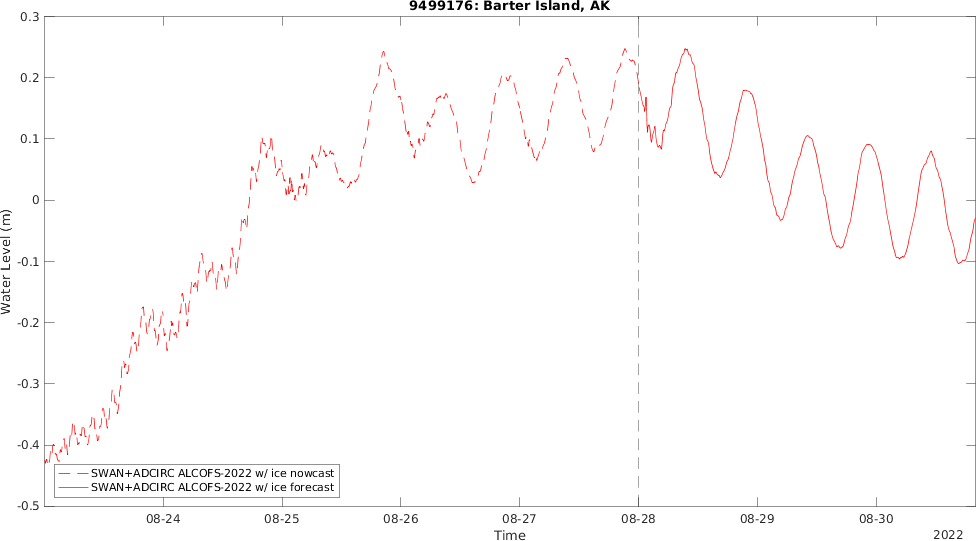 9499176: Barter Island, AK
0.3
0.2
0.1
0
-0.1
-0.2
-0.3
-0.4
-0.5
Water Level (m)
SWAN+ADCIRC ALCOFS-2022 w/ ice nowcast
SWAN+ADCIRC ALCOFS-2022 w/ ice forecast
08-24 08-25 08-26 08-27 08-28 08-29 08-30
Time
2022